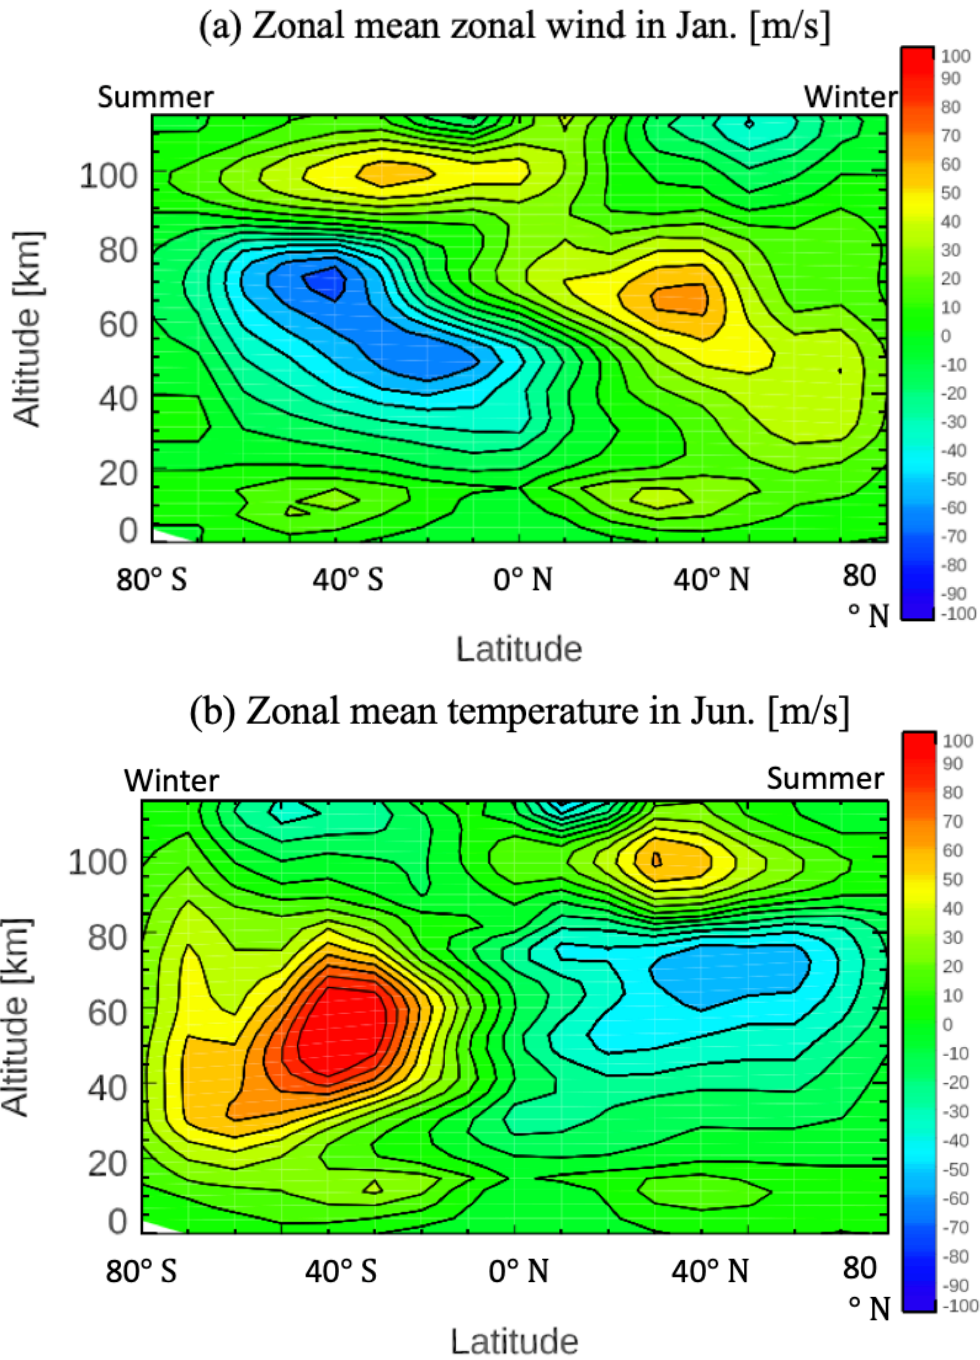 (a) Zonal mean zonal wind in Jan. [m/s]
Summer
Winter
Altitude [km]
100
80
60
40
20
0
80° S
40° S
0° N
40° N
80
° N
Latitude
100
90
80
70
60
50
40
30
20
10
0
-10
-20
-30
-40
-50
-60
-70
-80
-90
-100
(b) Zonal mean temperature in Jun. [m/s]
Winter
Summer
Altitude [km]
100
80
60
40
20
0
80° S
40° S
0° N
40° N
80
° N
Latitude
100
90
80
70
60
50
40
30
20
10
0
-10
-20
-30
-40
-50
-60
-70
-80
-90
-100